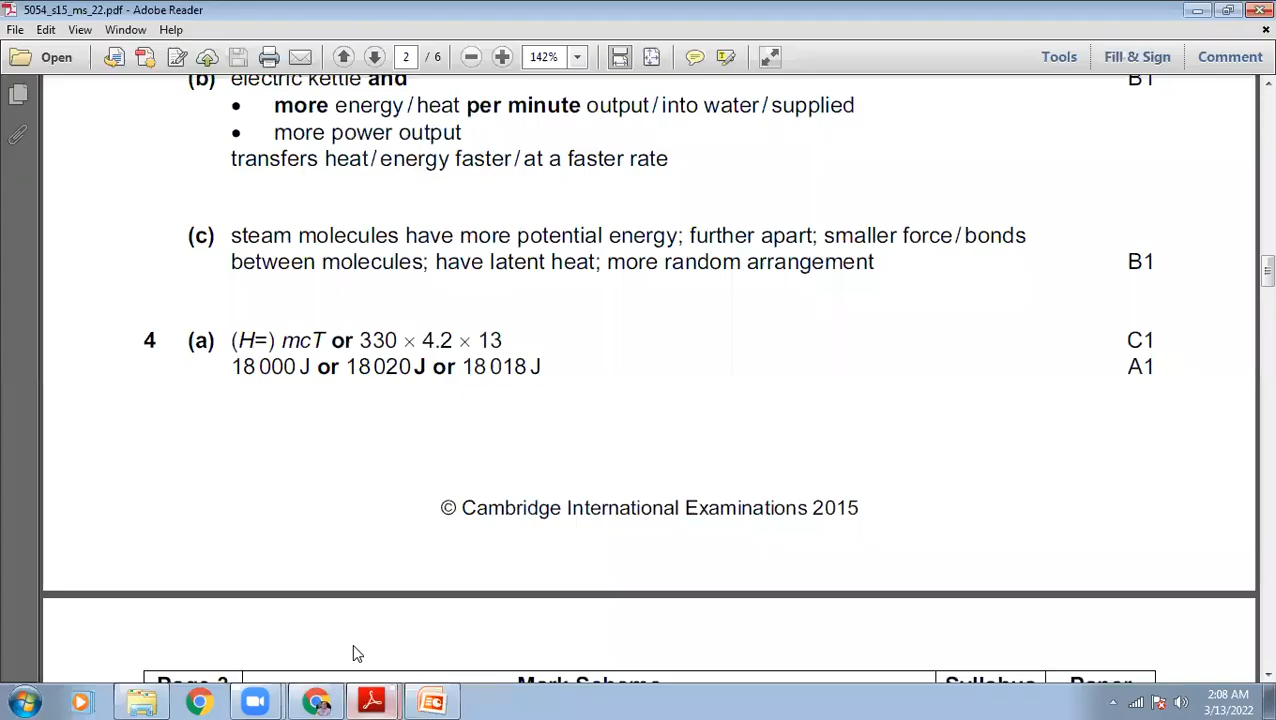 5054_s15_ms_22.pdf - Adobe Reader
File Edit View Window Help
Open 2 / 6 142% Tools Fill & Sign Comment
(b) electric kettle and B1
• more energy / heat per minute output / into water / supplied
• more power output
transfers heat / energy faster / at a faster rate
(c) steam molecules have more potential energy; further apart; smaller force / bonds
between molecules; have latent heat; more random arrangement B1
4 (a) (H=) mcT or 330 × 4.2 × 13 C1
18 000 J or 18 020 J or 18 018 J A1
© Cambridge International Examinations 2015
Page 3 Mark Scheme Syllabus Paper
2:08 AM
3/13/2022